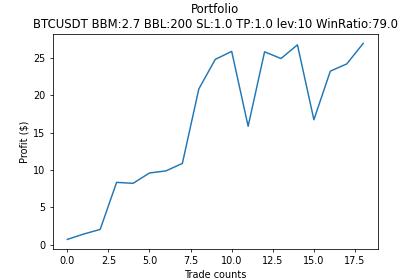 Portfolio
BTCUSDT BBM:2.7 BBL:200 SL:1.0 TP:1.0 lev:10 WinRatio:79.0
Profit ($)
25
20
15
10
5
0
0.0 2.5 5.0 7.5 10.0 12.5 15.0 17.5
Trade counts